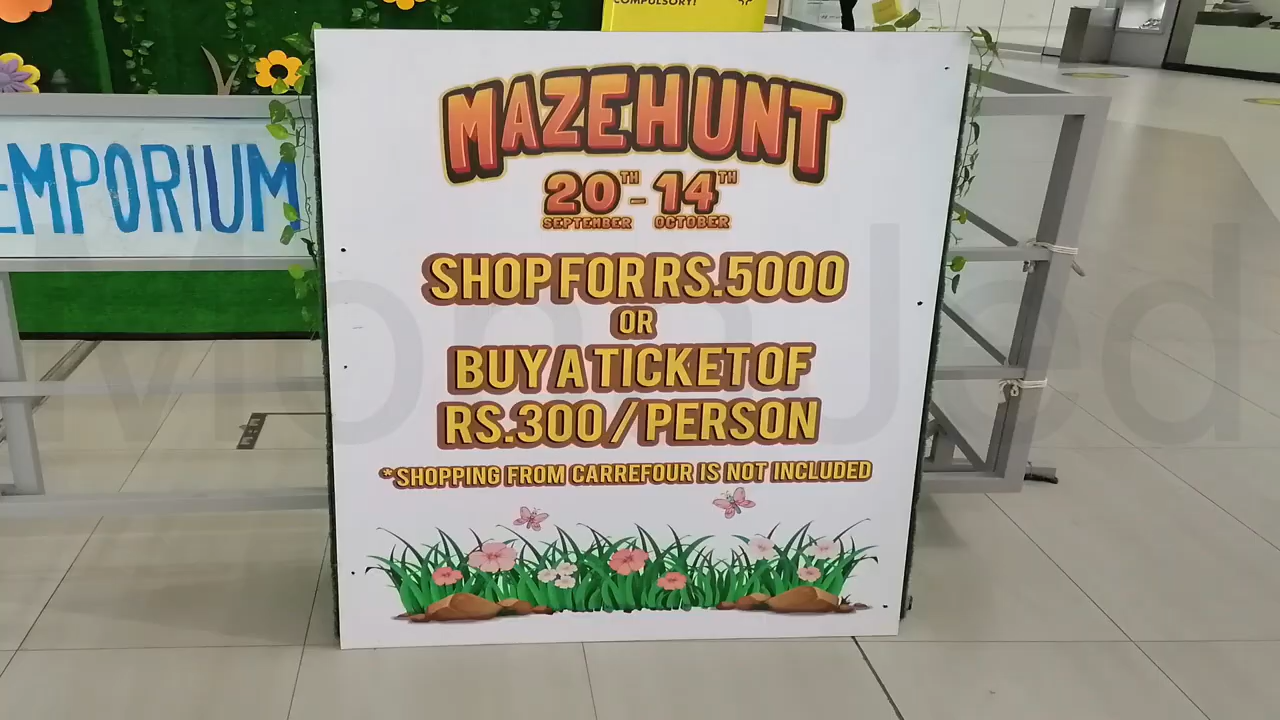 COMPULSORY!
EMPORIUM
MAZEHUNT
20TH - 14TH
SEPTEMBER OCTOBER
SHOP FOR RS.5000
OR
BUY A TICKET OF
RS.300/PERSON
*SHOPPING FROM CARREFOUR IS NOT INCLUDED